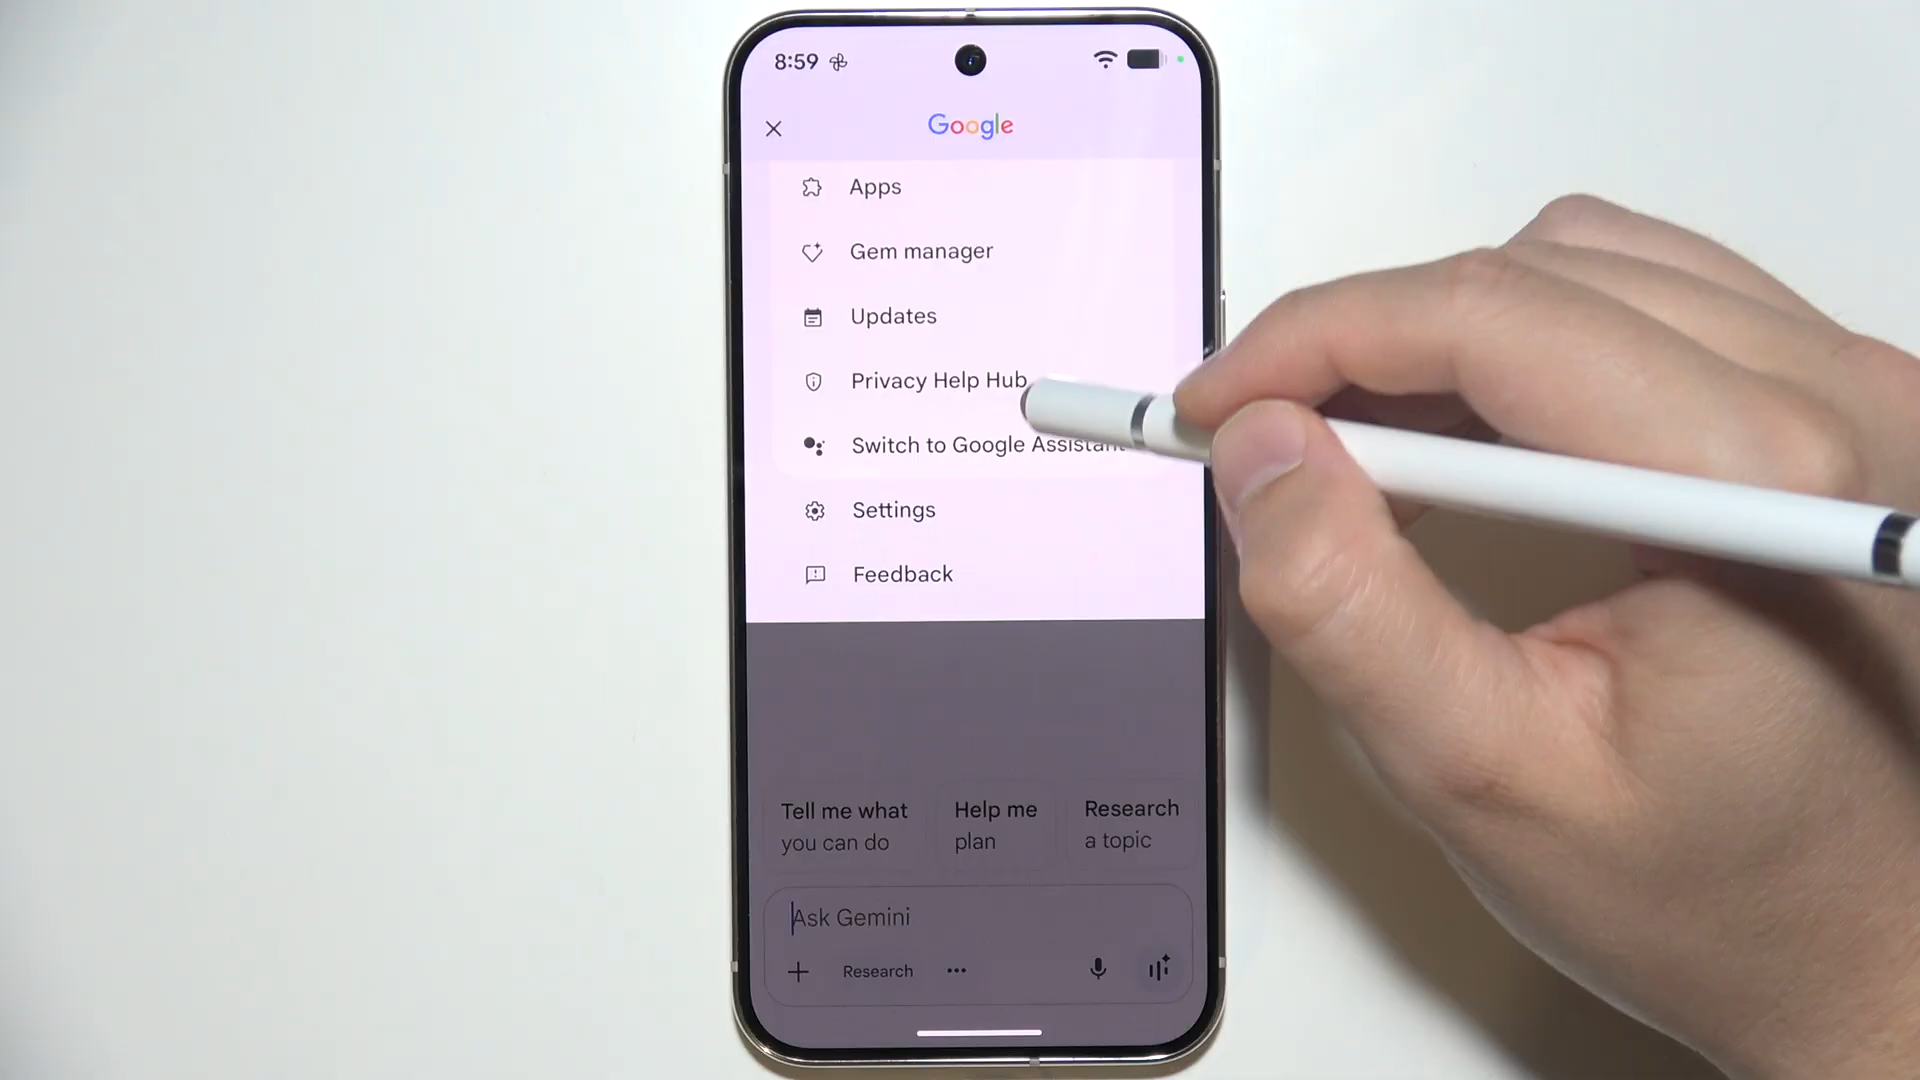 8:59
Google
Apps
Gem manager
Updates
Privacy Help Hub
Switch to Google Assistant
Settings
Feedback
Tell me what
you can do
Help me
plan
Research
a topic
Ask Gemini
Research